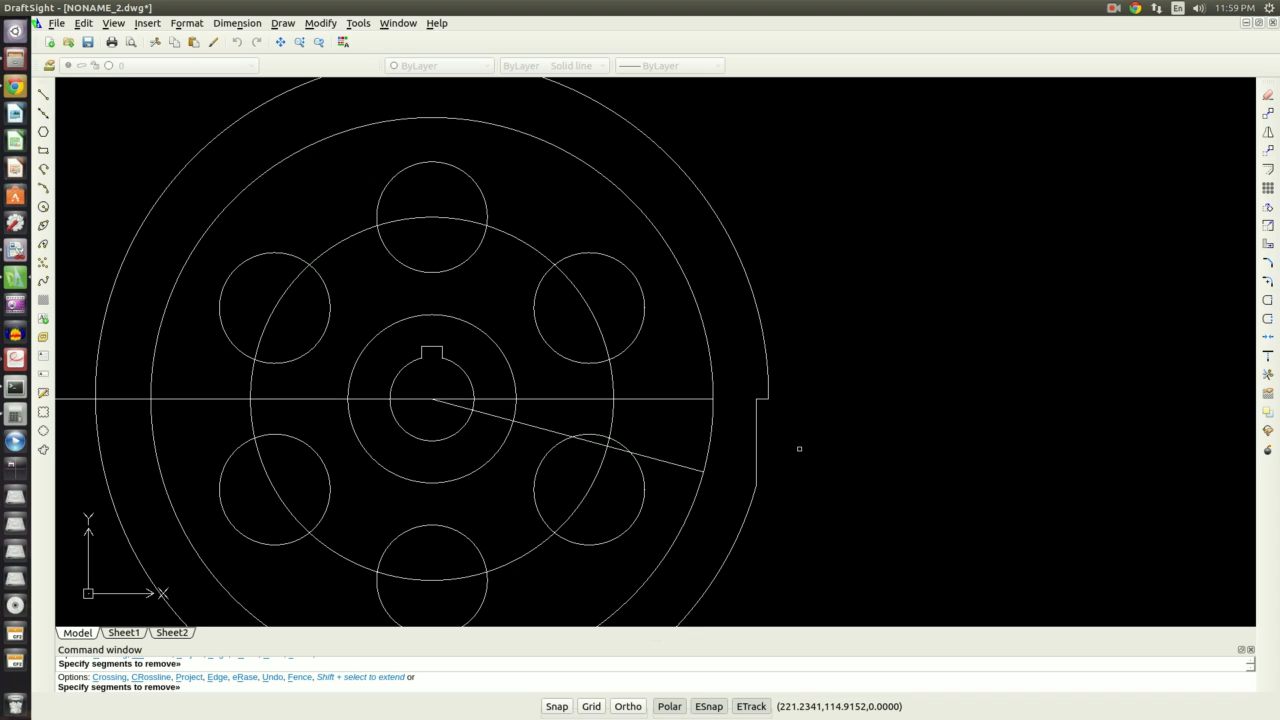 DraftSight - [NONAME_2.dwg*]
En 11:59 PM
File Edit View Insert Format Dimension Draw Modify Tools Window Help
0 ByLayer ByLayer Solid line ByLayer
Y
X
Model Sheet1 Sheet2
Command window
Specify segments to remove»
Options: Crossing, CRossline, Project, Edge, eRase, Undo, Fence, Shift + select to extend or
Specify segments to remove»
Snap Grid Ortho Polar ESnap ETrack (221.2341,114.9152,0.0000)